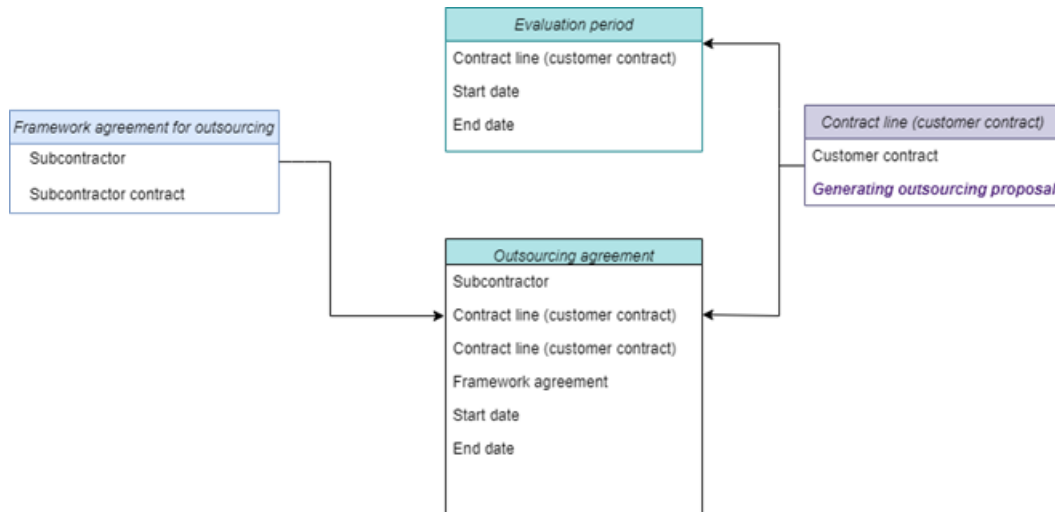 Evaluation period
Contract line (customer contract)
Start date
End date
Framework agreement for outsourcing
Subcontractor
Subcontractor contract
Contract line (customer contract)
Customer contract
Generating outsourcing proposal
Outsourcing agreement
Subcontractor
Contract line (customer contract)
Contract line (customer contract)
Framework agreement
Start date
End date